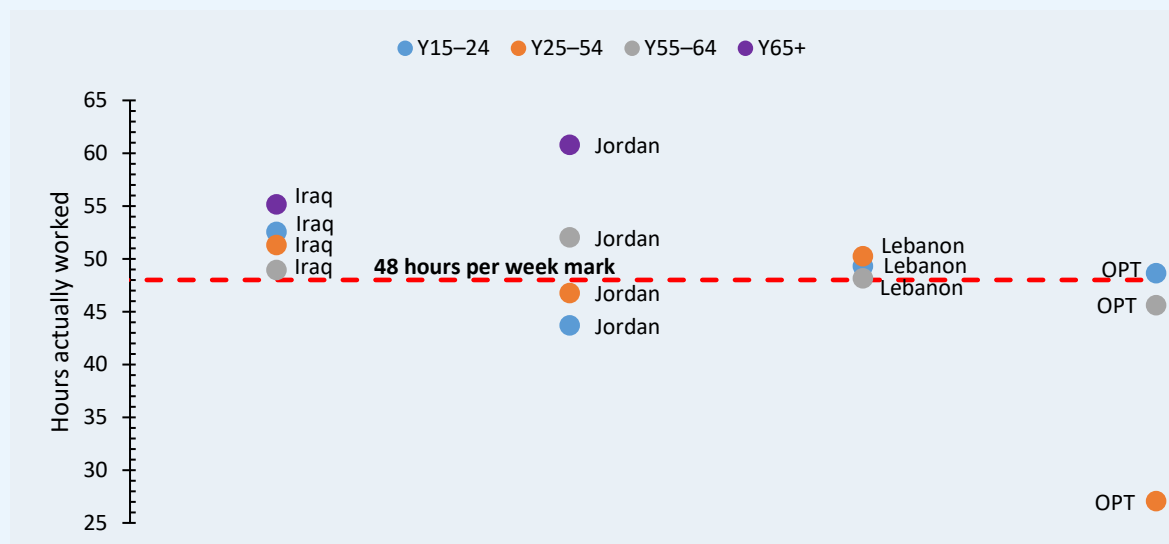 Y15–24 Y25–54 Y55–64 Y65+
65
60
55
50
45
40
35
30
25
Hours actually worked
Iraq
Iraq
Iraq
Iraq
48 hours per week mark
Jordan
Jordan
Jordan
Jordan
Lebanon
Lebanon
Lebanon
OPT
OPT
OPT